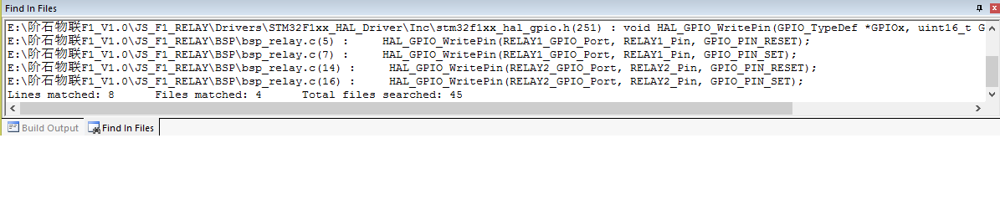 Find In Files
E:\阶石物联F1_V1.0\JS_F1_RELAY\Drivers\STM32F1xx_HAL_Driver\Inc\stm32f1xx_hal_gpio.h(251) : void HAL_GPIO_WritePin(GPIO_TypeDef *GPIOx, uint16_t G
E:\阶石物联F1_V1.0\JS_F1_RELAY\BSP\bsp_relay.c(5) :     HAL_GPIO_WritePin(RELAY1_GPIO_Port, RELAY1_Pin, GPIO_PIN_RESET);
E:\阶石物联F1_V1.0\JS_F1_RELAY\BSP\bsp_relay.c(7) :     HAL_GPIO_WritePin(RELAY1_GPIO_Port, RELAY1_Pin, GPIO_PIN_SET);
E:\阶石物联F1_V1.0\JS_F1_RELAY\BSP\bsp_relay.c(14) :     HAL_GPIO_WritePin(RELAY2_GPIO_Port, RELAY2_Pin, GPIO_PIN_RESET);
E:\阶石物联F1_V1.0\JS_F1_RELAY\BSP\bsp_relay.c(16) :     HAL_GPIO_WritePin(RELAY2_GPIO_Port, RELAY2_Pin, GPIO_PIN_SET);
Lines matched: 8      Files matched: 4      Total files searched: 45
Build Output Find In Files